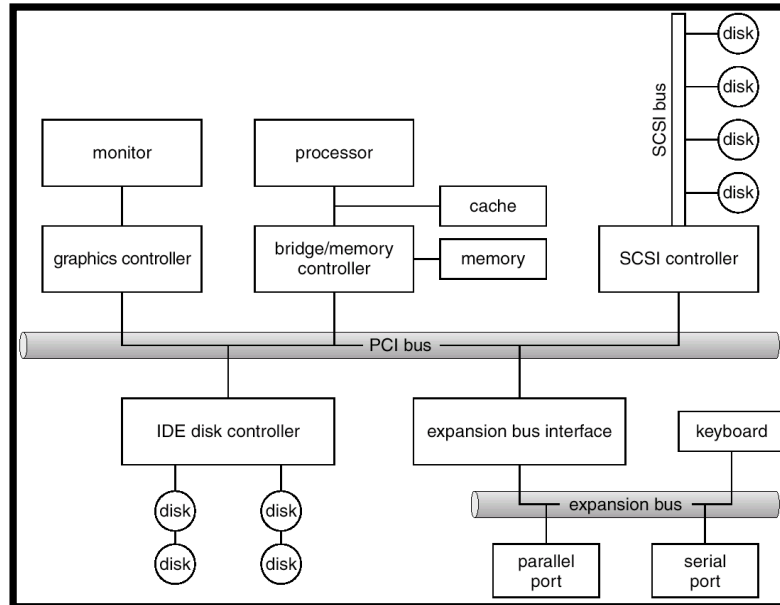 disk
disk
SCSI bus
disk
disk
monitor
processor
cache
graphics controller
bridge/memory
controller
memory
SCSI controller
PCI bus
IDE disk controller
expansion bus interface
keyboard
disk
disk
expansion bus
disk
disk
parallel
port
serial
port